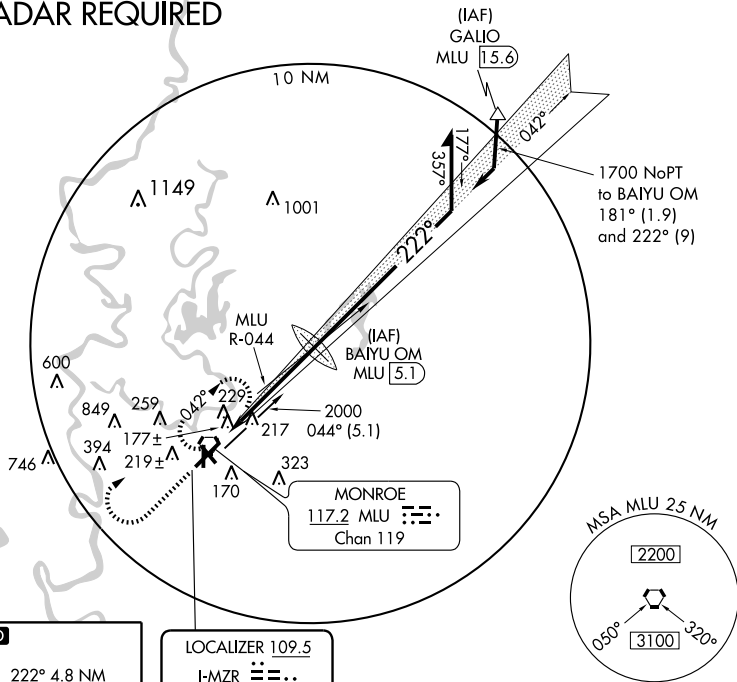 ADAR REQUIRED
(IAF)
GALIO
MLU 15.6
10 NM
042°
177°
357°
1149
1001
1700 NoPT
to BAIYU OM
181° (1.9)
and 222° (9)
222°
MLU
R-044
(IAF)
BAIYU OM
MLU 5.1
600
849
259
042°
229
2000
044° (5.1)
177±
217
746
394
219±
170
323
MONROE
117.2 MLU
Chan 119
MSA MLU 25 NM
2200
050°
320°
3100
LOCALIZER 109.5
I-MZR
222° 4.8 NM